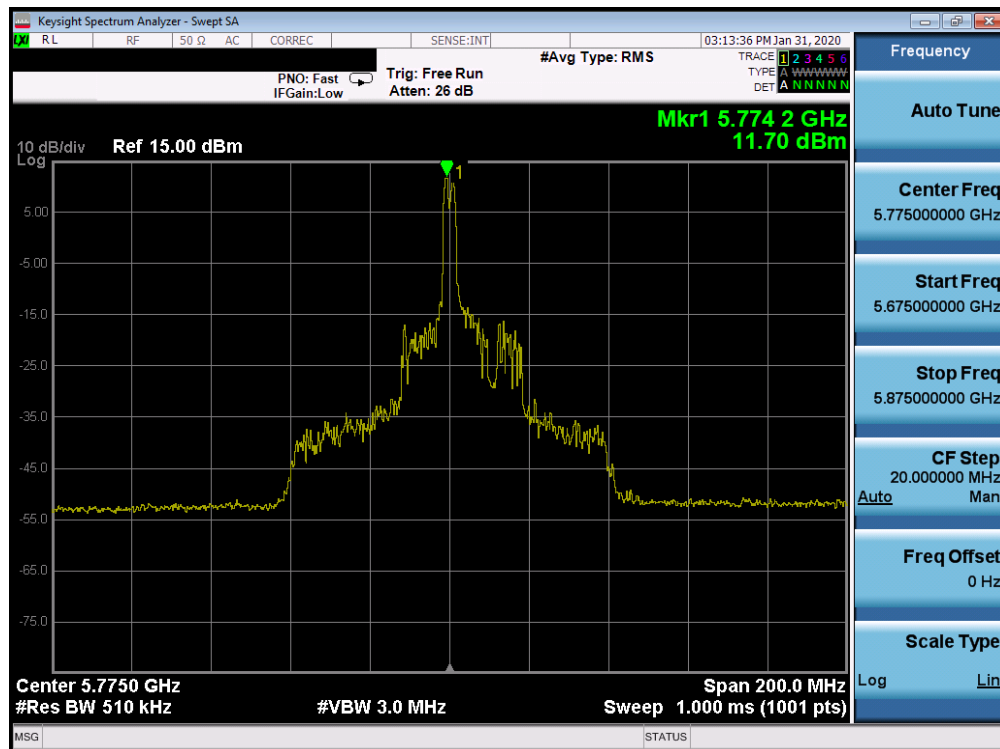 Keysight Spectrum Analyzer - Swept SA
LXI RL RF 50 Ω AC CORREC SENSE:INT 03:13:36 PM Jan 31, 2020
PNO: Fast
IFGain:Low
Trig: Free Run
Atten: 26 dB
#Avg Type: RMS
TRACE 1 2 3 4 5 6
TYPE A WWWWW
DET A N N N N N
Mkr1 5.774 2 GHz
11.70 dBm
10 dB/div Ref 15.00 dBm
Log
1
5.00
-5.00
-15.0
-25.0
-35.0
-45.0
-55.0
-65.0
-75.0
Center 5.7750 GHz Span 200.0 MHz
#Res BW 510 kHz #VBW 3.0 MHz Sweep 1.000 ms (1001 pts)
MSG STATUS
Frequency
Auto Tune
Center Freq
5.775000000 GHz
Start Freq
5.675000000 GHz
Stop Freq
5.875000000 GHz
CF Step
20.000000 MHz
Auto Man
Freq Offset
0 Hz
Scale Type
Log Lin